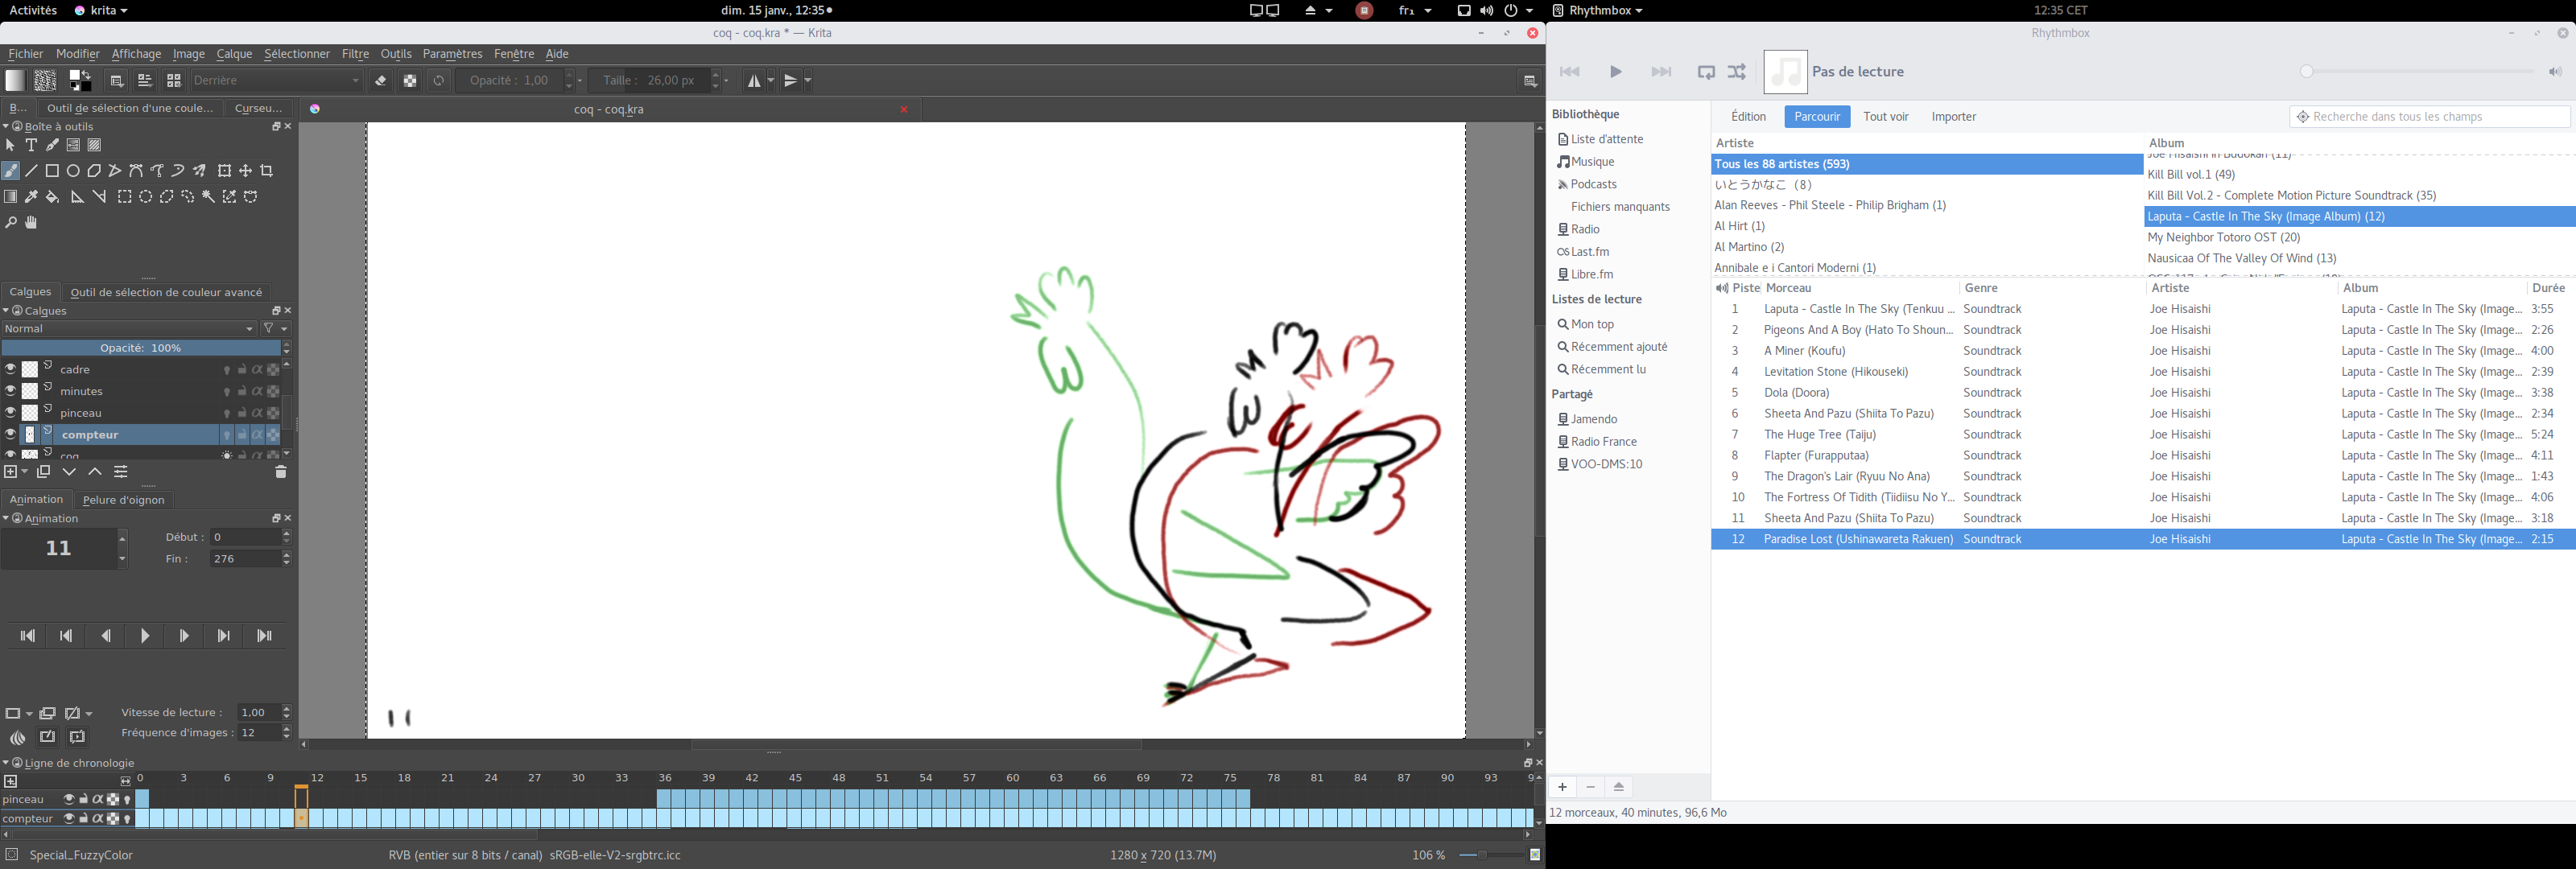 Activités krita dim. 15 janv., 12:35 fr₁ Rhythmbox 12:35 CET
coq - coq.kra * — Krita
Fichier Modifier Affichage Image Calque Sélectionner Filtre Outils Paramètres Fenêtre Aide
Derrière Opacité : 1,00 Taille : 26,00 px
B... Outil de sélection d'une coule... Curseu...
coq - coq.kra
Boîte à outils
Calques Outil de sélection de couleur avancé
Calques
Normal
Opacité: 100%
cadre
minutes
pinceau
compteur
coq
Animation Pelure d'oignon
Animation
11 Début : 0
Fin : 276
Vitesse de lecture : 1,00
Fréquence d'images : 12
11
Ligne de chronologie
0 3 6 9 12 15 18 21 24 27 30 33 36 39 42 45 48 51 54 57 60 63 66 69 72 75 78 81 84 87 90 93 9
pinceau
compteur
Special_FuzzyColor RVB (entier sur 8 bits / canal) sRGB-elle-V2-srgbtrc.icc 1280 x 720 (13.7M) 106 %
Rhythmbox
Pas de lecture
Bibliothèque
Liste d'attente
Musique
Podcasts
Fichiers manquants
Radio
Last.fm
Libre.fm
Listes de lecture
Mon top
Récemment ajouté
Récemment lu
Partagé
Jamendo
Radio France
VOO-DMS:10
Édition Parcourir Tout voir Importer Recherche dans tous les champs
Artiste
Tous les 88 artistes (593)
いとうかなこ (8)
Alan Reeves - Phil Steele - Philip Brigham (1)
Al Hirt (1)
Al Martino (2)
Annibale e i Cantori Moderni (1)
Album
Joe Hisaishi in Budokan (11)
Kill Bill vol.1 (49)
Kill Bill Vol.2 - Complete Motion Picture Soundtrack (35)
Laputa - Castle In The Sky (Image Album) (12)
My Neighbor Totoro OST (20)
Nausicaa Of The Valley Of Wind (13)
Piste Morceau Genre Artiste Album Durée
1 Laputa - Castle In The Sky (Tenkuu ... Soundtrack Joe Hisaishi Laputa - Castle In The Sky (Image... 3:55
2 Pigeons And A Boy (Hato To Shoun... Soundtrack Joe Hisaishi Laputa - Castle In The Sky (Image... 2:26
3 A Miner (Koufu) Soundtrack Joe Hisaishi Laputa - Castle In The Sky (Image... 4:00
4 Levitation Stone (Hikouseki) Soundtrack Joe Hisaishi Laputa - Castle In The Sky (Image... 2:39
5 Dola (Doora) Soundtrack Joe Hisaishi Laputa - Castle In The Sky (Image... 3:38
6 Sheeta And Pazu (Shiita To Pazu) Soundtrack Joe Hisaishi Laputa - Castle In The Sky (Image... 2:34
7 The Huge Tree (Taiju) Soundtrack Joe Hisaishi Laputa - Castle In The Sky (Image... 5:24
8 Flapter (Furapputaa) Soundtrack Joe Hisaishi Laputa - Castle In The Sky (Image... 4:11
9 The Dragon's Lair (Ryuu No Ana) Soundtrack Joe Hisaishi Laputa - Castle In The Sky (Image... 1:43
10 The Fortress Of Tidith (Tiidiisu No Y... Soundtrack Joe Hisaishi Laputa - Castle In The Sky (Image... 4:06
11 Sheeta And Pazu (Shiita To Pazu) Soundtrack Joe Hisaishi Laputa - Castle In The Sky (Image... 3:18
12 Paradise Lost (Ushinawareta Rakuen) Soundtrack Joe Hisaishi Laputa - Castle In The Sky (Image... 2:15
12 morceaux, 40 minutes, 96,6 Mo